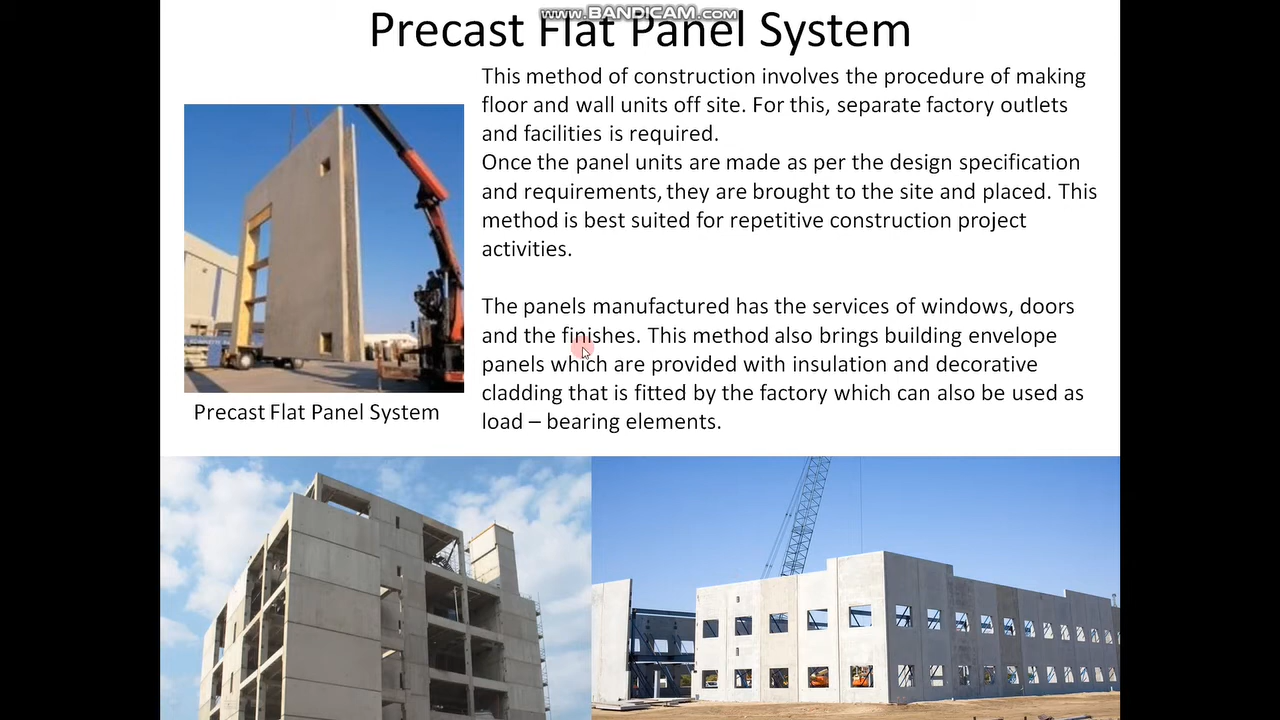 www.BANDICAM.com
Precast Flat Panel System
This method of construction involves the procedure of making
floor and wall units off site. For this, separate factory outlets
and facilities is required.
Once the panel units are made as per the design specification
and requirements, they are brought to the site and placed. This
method is best suited for repetitive construction project
activities.
The panels manufactured has the services of windows, doors
and the finishes. This method also brings building envelope
panels which are provided with insulation and decorative
cladding that is fitted by the factory which can also be used as
load – bearing elements.
Precast Flat Panel System